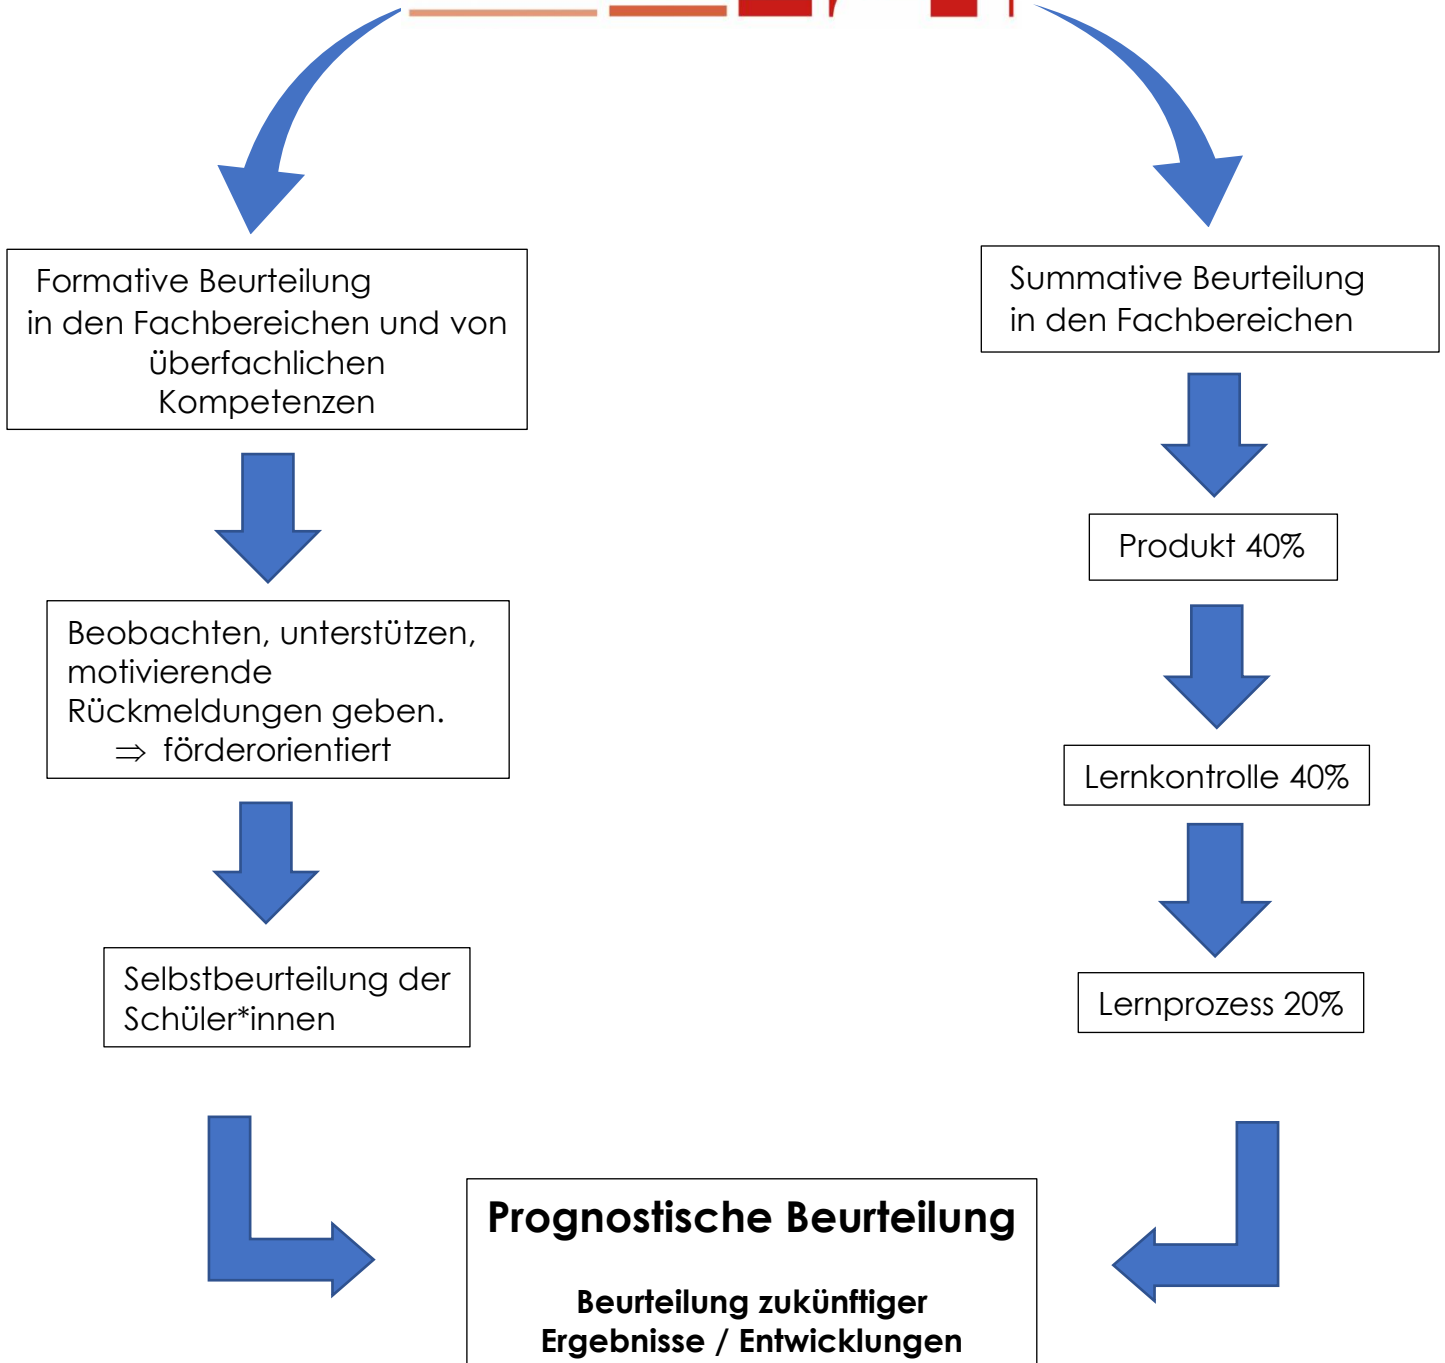 Formative Beurteilung
in den Fachbereichen und von
überfachlichen
Kompetenzen
Beobachten, unterstützen,
motivierende
Rückmeldungen geben.
⇒ förderorientiert
Selbstbeurteilung der
Schüler*innen
Summative Beurteilung
in den Fachbereichen
Produkt 40%
Lernkontrolle 40%
Lernprozess 20%
Prognostische Beurteilung
Beurteilung zukünftiger
Ergebnisse / Entwicklungen